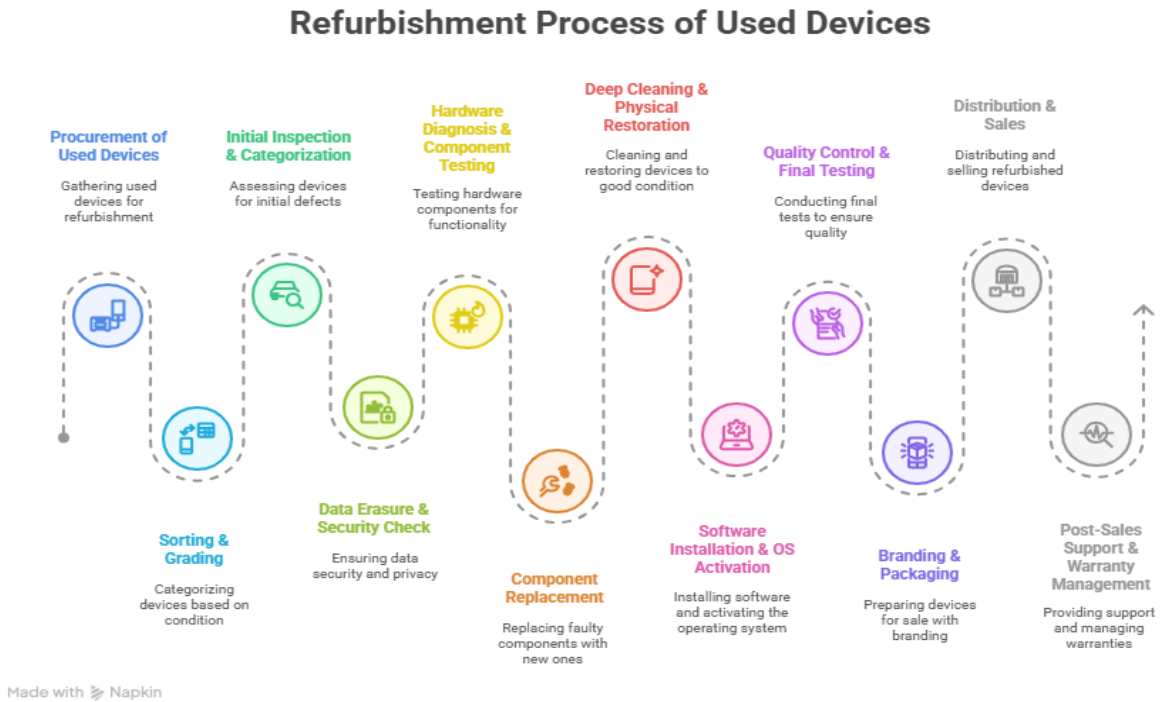 Refurbishment Process of Used Devices
Procurement of
Used Devices
Gathering used
devices for
refurbishment
Sorting &
Grading
Categorizing
devices based on
condition
Initial Inspection
& Categorization
Assessing devices
for initial defects
Data Erasure &
Security Check
Ensuring data
security and privacy
Hardware
Diagnosis &
Component
Testing
Testing hardware
components for
functionality
Component
Replacement
Replacing faulty
components with
new ones
Deep Cleaning &
Physical
Restoration
Cleaning and
restoring devices to
good condition
Software
Installation & OS
Activation
Installing software
and activating the
operating system
Quality Control &
Final Testing
Conducting final
tests to ensure
quality
Branding &
Packaging
Preparing devices
for sale with
branding
Distribution &
Sales
Distributing and
selling refurbished
devices
Post-Sales
Support &
Warranty
Management
Providing support
and managing
warranties
Made with Napkin